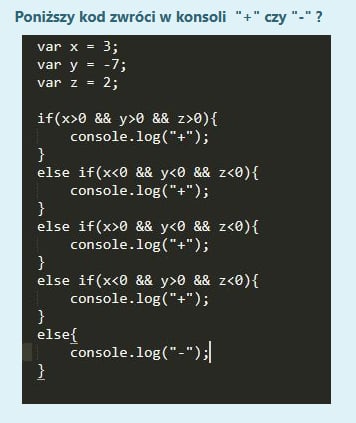 Poniższy kod zwróci w konsoli "+" czy "-" ?
var x = 3;
var y = -7;
var z = 2;
if(x>0 && y>0 && z>0){
console.log("+");
}
else if(x<0 && y<0 && z<0){
console.log("+");
}
else if(x>0 && y<0 && z<0){
console.log("+");
}
else if(x<0 && y>0 && z<0){
console.log("+");
}
else{
console.log("-");
}